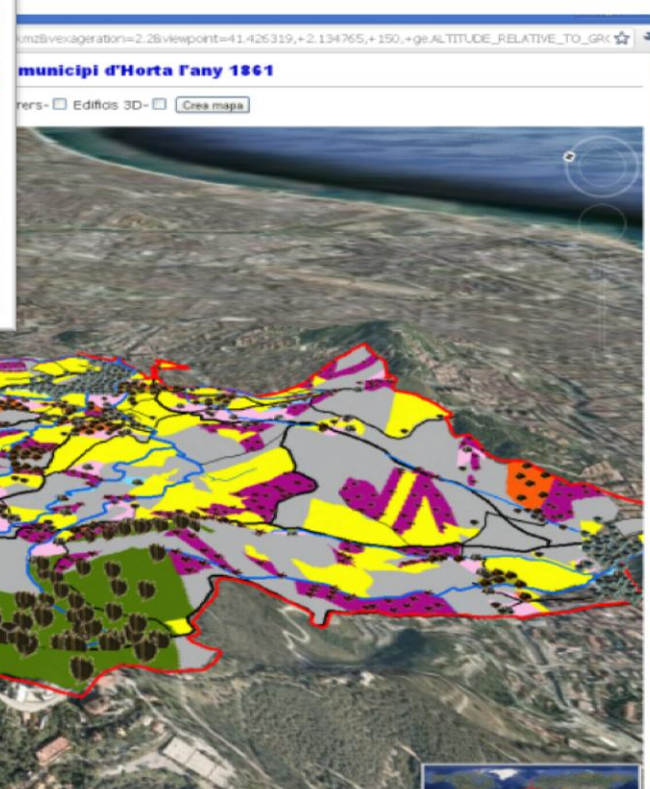 kmz&vexageration=2.2&viewpoint=41.426319,+2.134765,+150,+ge.ALTITUDE_RELATIVE_TO_GR
municipi d'Horta l'any 1861
rers- Edificis 3D- Crea mapa